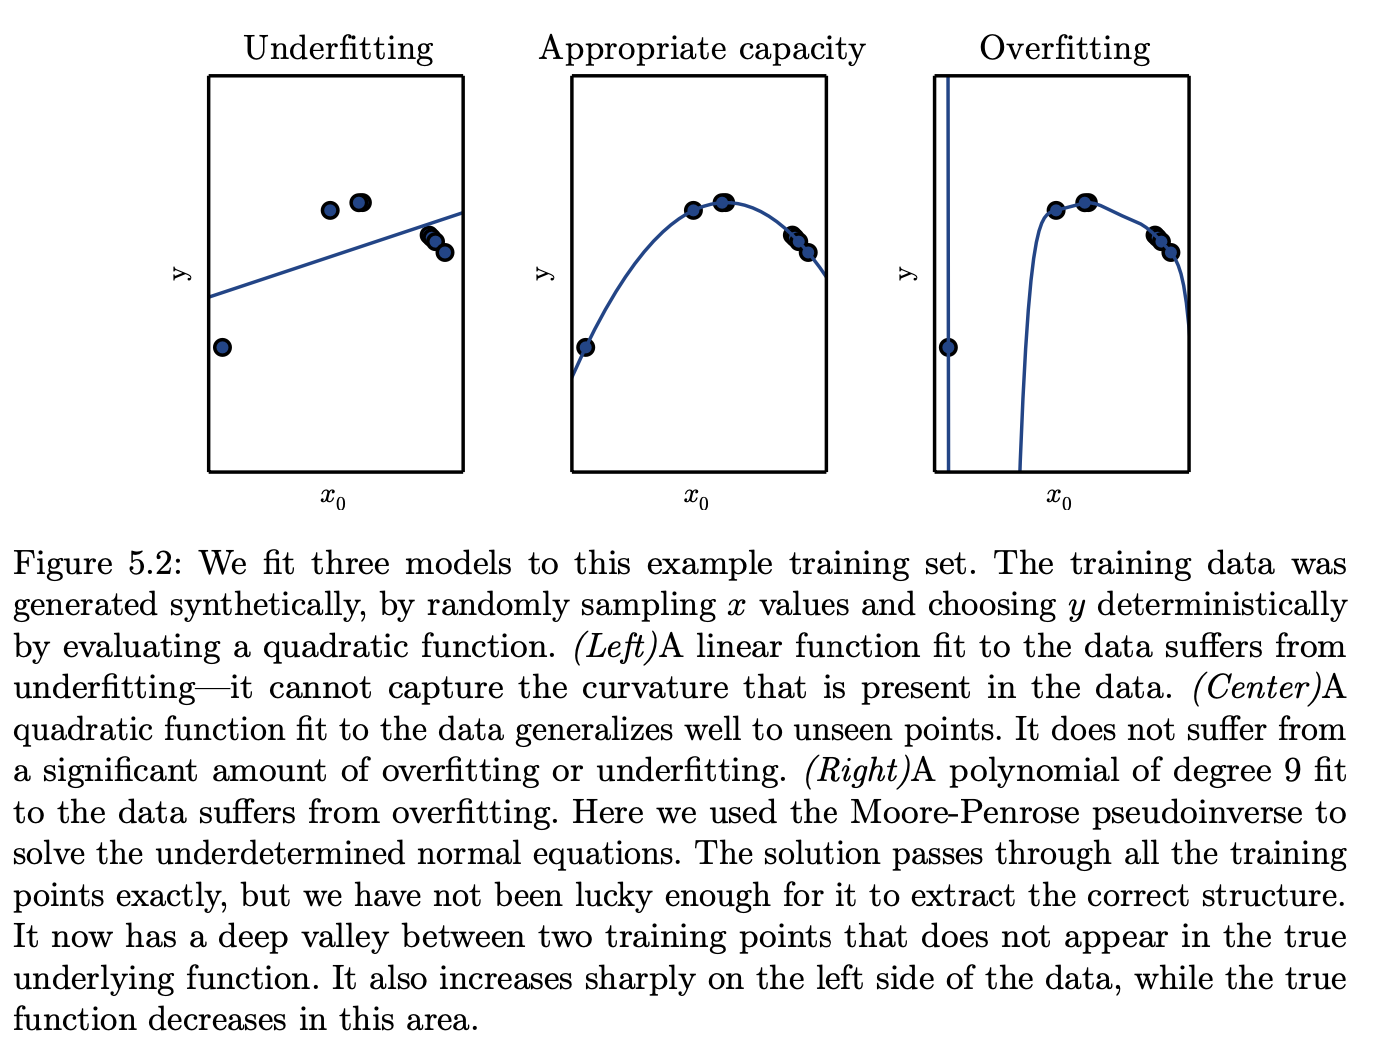 Underfitting
Appropriate capacity
Overfitting
y
y
y
x0
x0
x0
Figure 5.2: We fit three models to this example training set. The training data was
generated synthetically, by randomly sampling x values and choosing y deterministically
by evaluating a quadratic function. (Left)A linear function fit to the data suffers from
underfitting—it cannot capture the curvature that is present in the data. (Center)A
quadratic function fit to the data generalizes well to unseen points. It does not suffer from
a significant amount of overfitting or underfitting. (Right)A polynomial of degree 9 fit
to the data suffers from overfitting. Here we used the Moore-Penrose pseudoinverse to
solve the underdetermined normal equations. The solution passes through all the training
points exactly, but we have not been lucky enough for it to extract the correct structure.
It now has a deep valley between two training points that does not appear in the true
underlying function. It also increases sharply on the left side of the data, while the true
function decreases in this area.